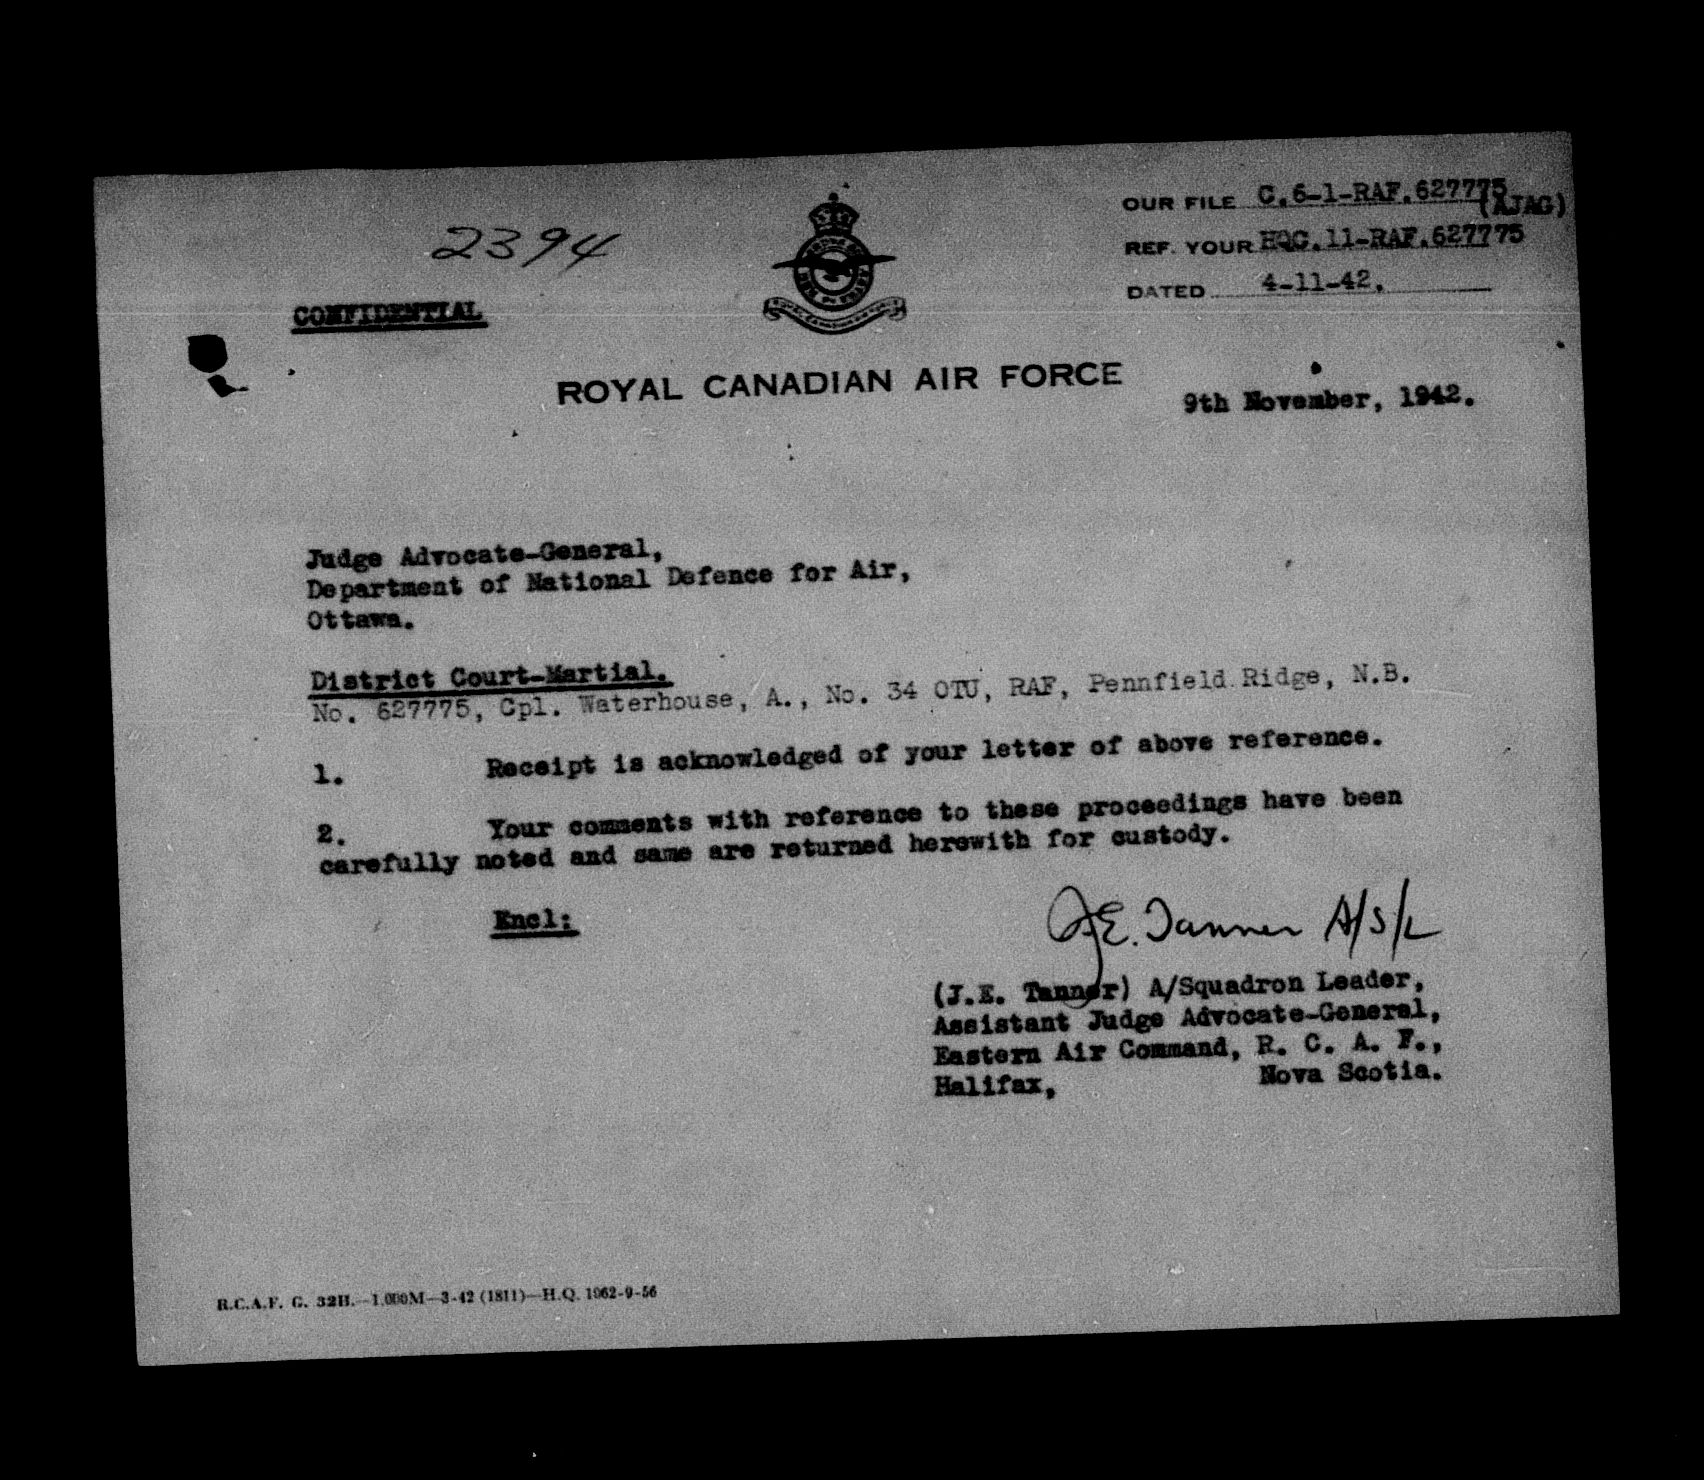 OUR FILE C.6-1-RAF.627775
(AJAG)
2394
REF. YOUR HQC.11-RAF.627775
DATED 4-11-42.
CONFIDENTIAL
ROYAL CANADIAN AIR FORCE
9th November, 1942.
Judge Advocate-General,
Department of National Defence for Air,
Ottawa.
District Court-Martial.
No. 627775, Cpl. Waterhouse, A., No. 34 OTU, RAF, Pennfield Ridge, N.B.
1. Receipt is acknowledged of your letter of above reference.
2. Your comments with reference to these proceedings have been
carefully noted and same are returned herewith for custody.
Encl:
J.E. Tanner A/S/L
(J.E. Tanner) A/Squadron Leader,
Assistant Judge Advocate-General,
Eastern Air Command, R. C. A. F.,
Halifax, Nova Scotia.
R.C.A.F. G. 32H.—1,000M—3-42 (1811)—H.Q. 1062-9-56